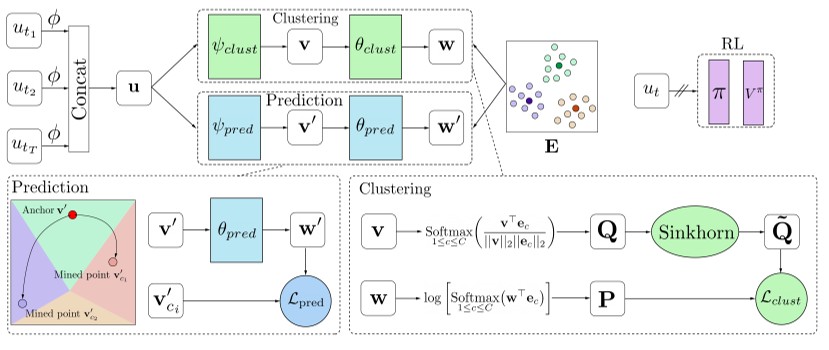 u_{t_1} ϕ
u_{t_2} ϕ
u_{t_T} ϕ
Concat
u
Clustering
ψ_{clust} v θ_{clust} w
Prediction
ψ_{pred} v′ θ_{pred} w′
E
u_t
RL
π V^π
Prediction
Anchor v′
Mined point v′_{c_1}
Mined point v′_{c_2}
v′ θ_{pred} w′
v′_{c_i} ℒ_{pred}
Clustering
v Softmax_{1≤c≤C} ( v^⊤e_c / ||v||_2||e_c||_2 ) Q Sinkhorn Q̃
w log [ Softmax_{1≤c≤C} (w^⊤e_c) ] P ℒ_{clust}